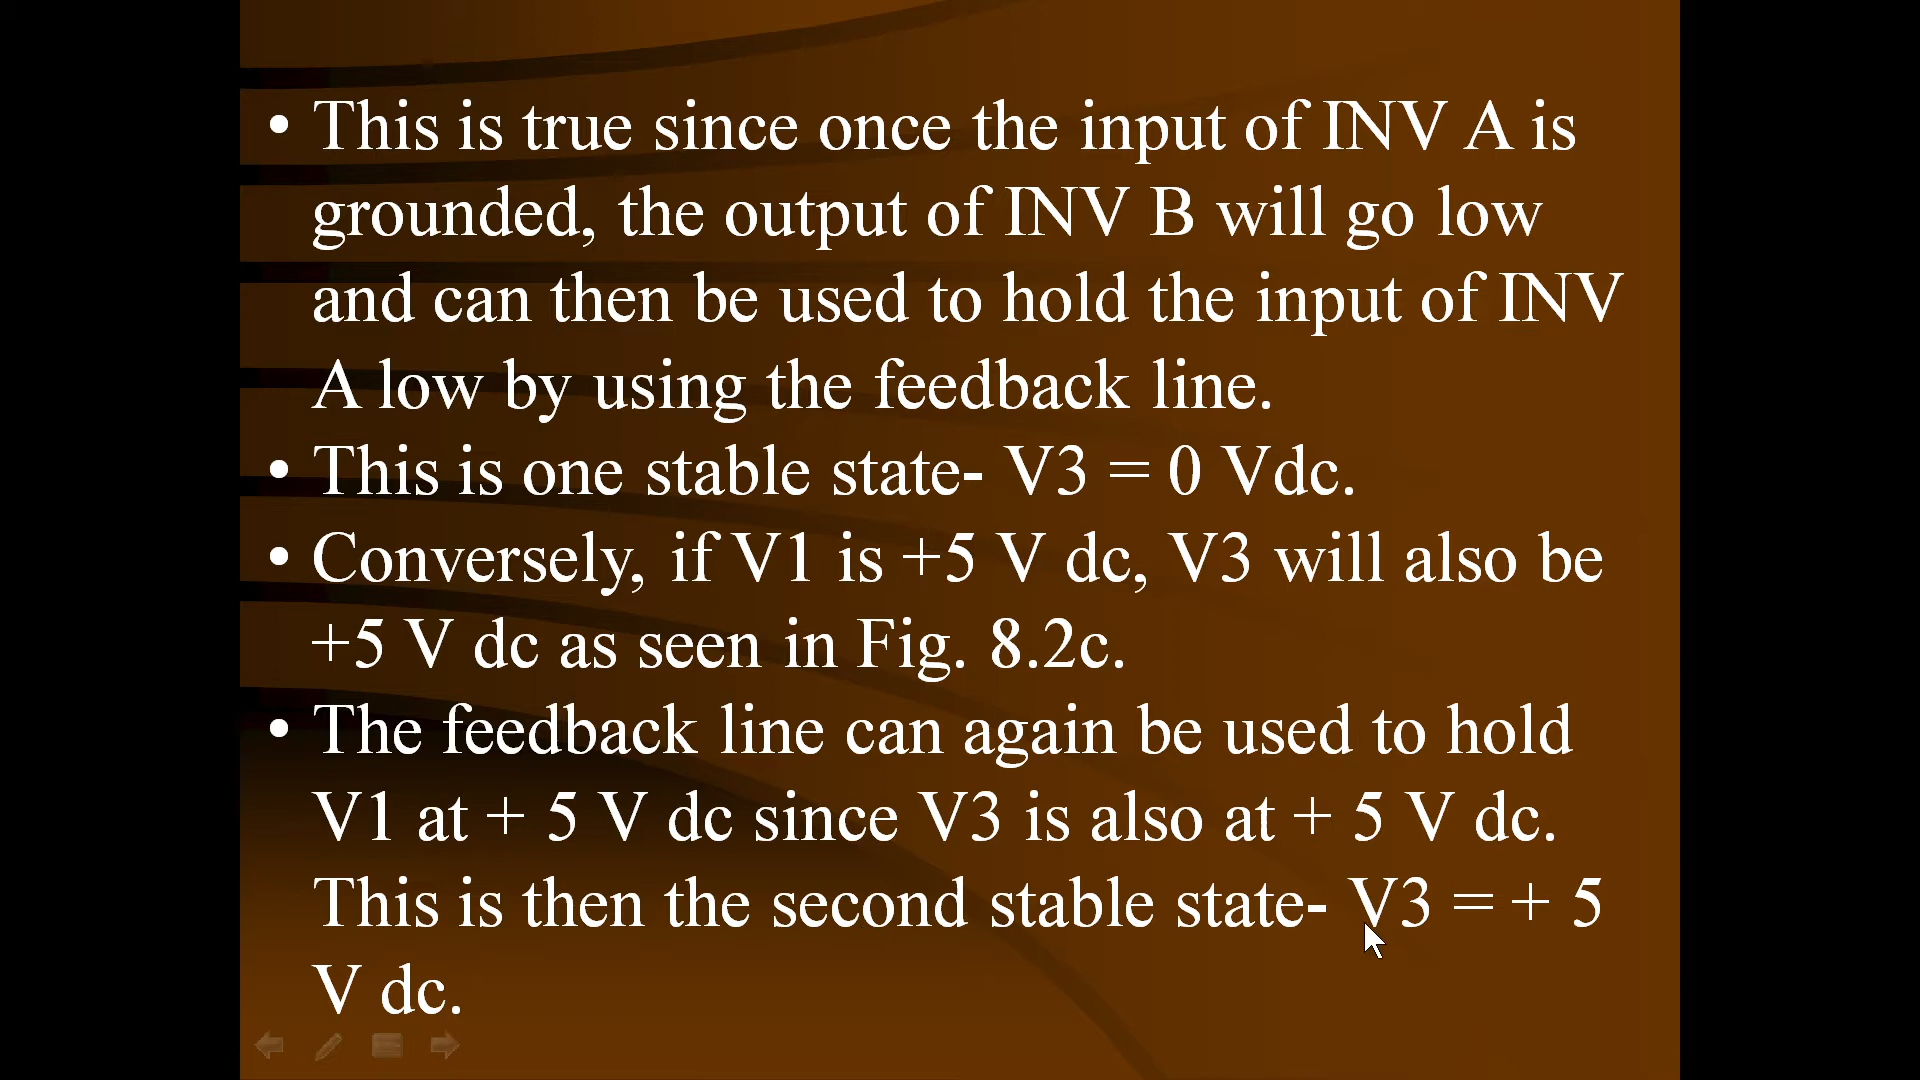 • This is true since once the input of INV A is
grounded, the output of INV B will go low
and can then be used to hold the input of INV
A low by using the feedback line.
• This is one stable state- V3 = 0 Vdc.
• Conversely, if V1 is +5 V dc, V3 will also be
+5 V dc as seen in Fig. 8.2c.
• The feedback line can again be used to hold
V1 at + 5 V dc since V3 is also at + 5 V dc.
This is then the second stable state- V3 = + 5
V dc.